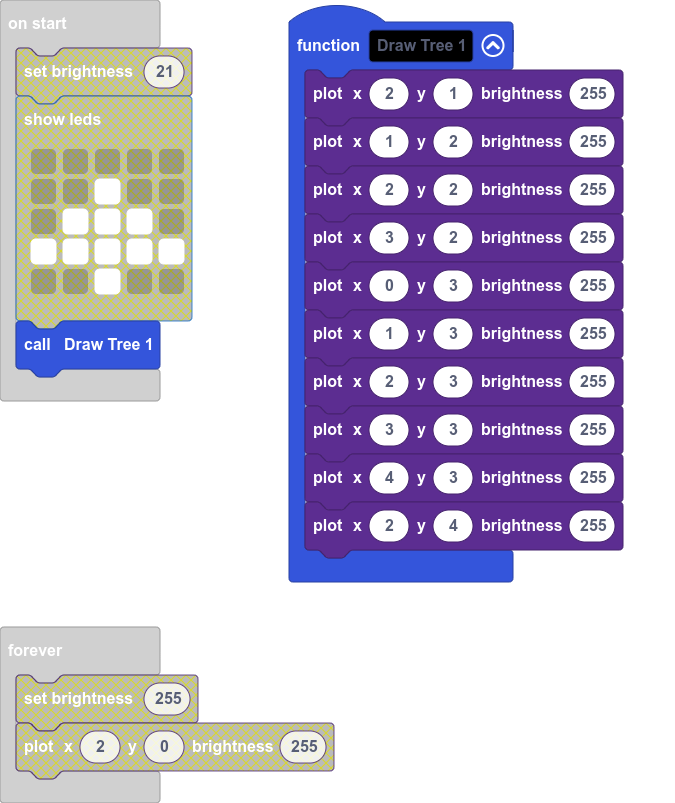 on start
set brightness 21
show leds
call Draw Tree 1
function Draw Tree 1
plot x 2 y 1 brightness 255
plot x 1 y 2 brightness 255
plot x 2 y 2 brightness 255
plot x 3 y 2 brightness 255
plot x 0 y 3 brightness 255
plot x 1 y 3 brightness 255
plot x 2 y 3 brightness 255
plot x 3 y 3 brightness 255
plot x 4 y 3 brightness 255
plot x 2 y 4 brightness 255
forever
set brightness 255
plot x 2 y 0 brightness 255